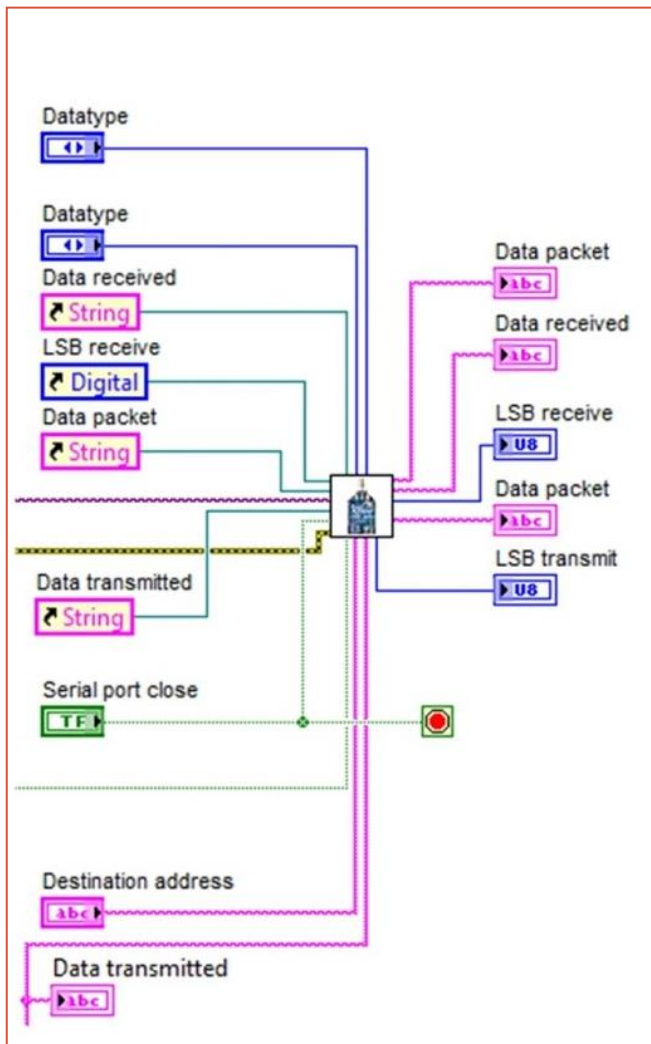 Datatype
Datatype
Data received
String
LSB receive
Digital
Data packet
String
Data transmitted
String
Serial port close
TF
Destination address
abc
Data transmitted
abc
Data packet
abc
Data received
abc
LSB receive
U8
Data packet
abc
LSB transmit
U8